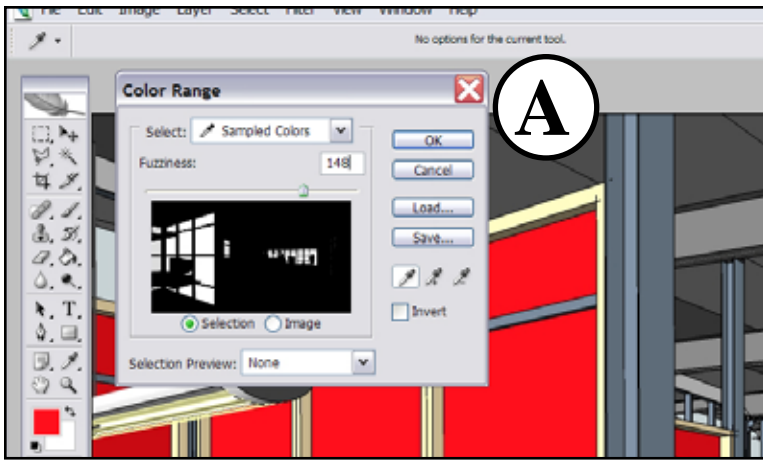 File Edit Image Layer Select Filter View Window Help
No options for the current tool.
Color Range
A
Select: Sampled Colors
OK
Fuzziness: 148
Cancel
Load...
Save...
Selection Image
Invert
Selection Preview: None
T